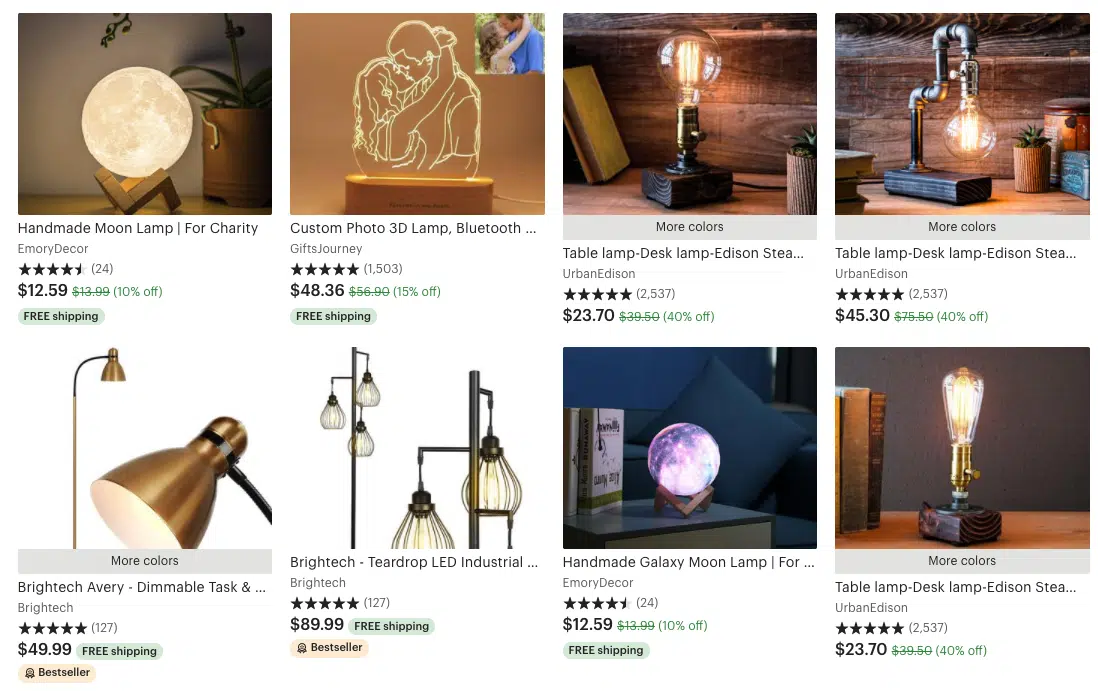 Handmade Moon Lamp | For Charity
EmoryDecor
(24)
$12.59 $13.99 (10% off)
FREE shipping
Custom Photo 3D Lamp, Bluetooth ...
GiftsJourney
(1,503)
$48.36 $56.90 (15% off)
FREE shipping
More colors
Table lamp-Desk lamp-Edison Stea...
UrbanEdison
(2,537)
$23.70 $39.50 (40% off)
More colors
Table lamp-Desk lamp-Edison Stea...
UrbanEdison
(2,537)
$45.30 $75.50 (40% off)
More colors
Brightech Avery - Dimmable Task & ...
Brightech
(127)
$49.99 FREE shipping
Bestseller
Brightech - Teardrop LED Industrial ...
Brightech
(127)
$89.99 FREE shipping
Bestseller
RUNAWAY
Handmade Galaxy Moon Lamp | For ...
EmoryDecor
(24)
$12.59 $13.99 (10% off)
FREE shipping
More colors
Table lamp-Desk lamp-Edison Stea...
UrbanEdison
(2,537)
$23.70 $39.50 (40% off)